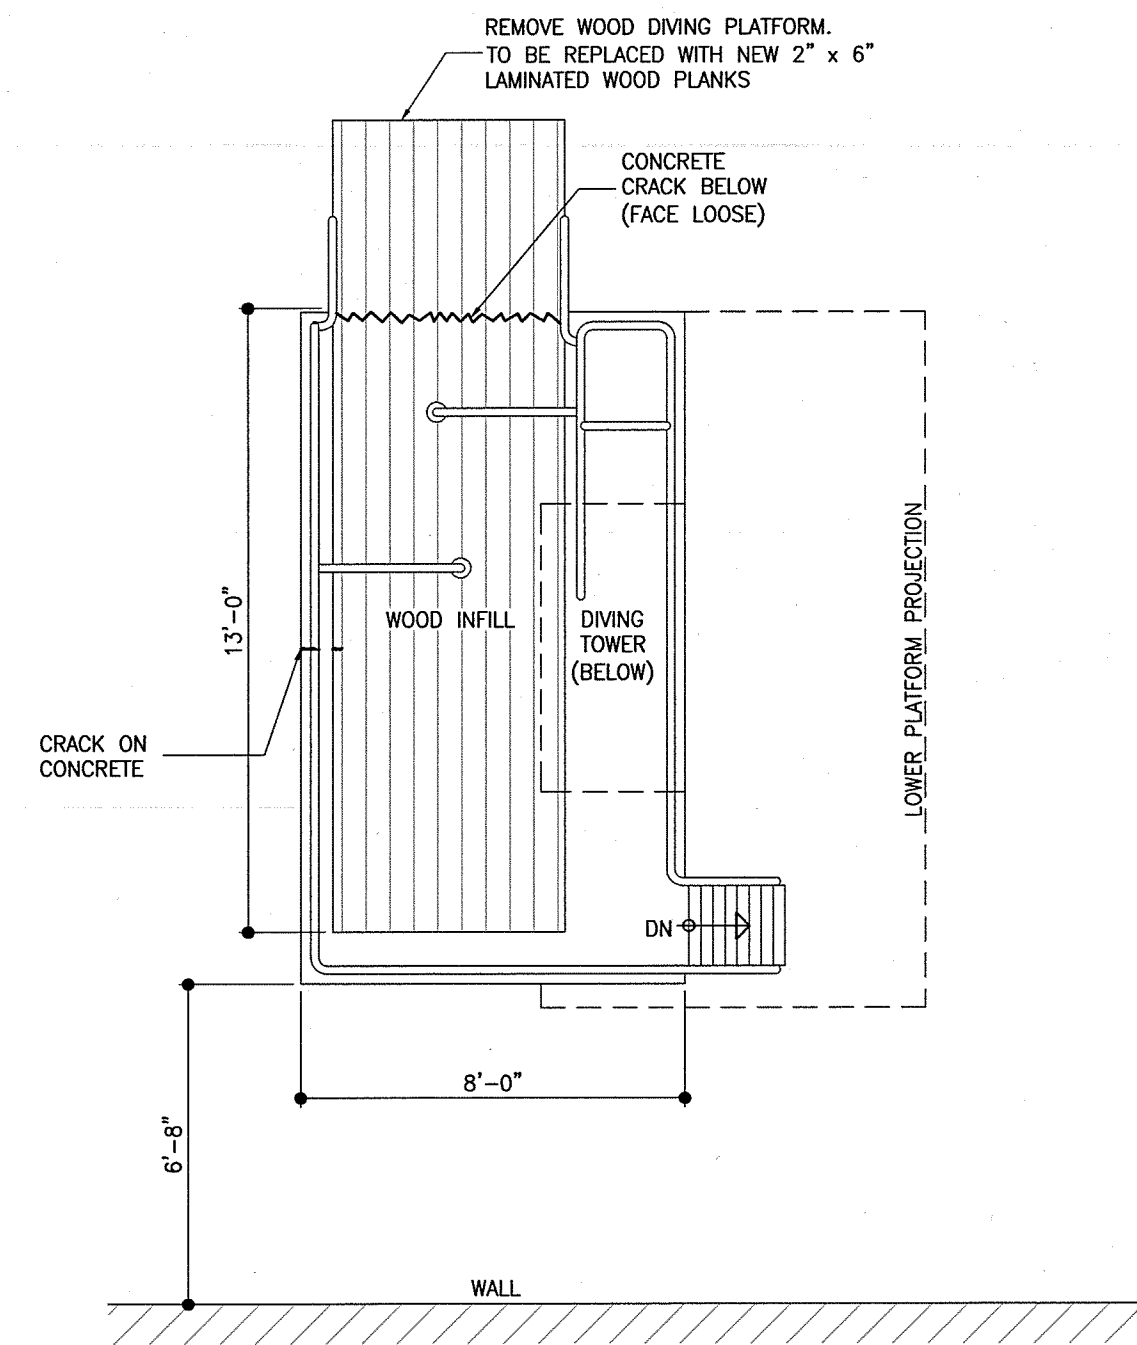 REMOVE WOOD DIVING PLATFORM.
TO BE REPLACED WITH NEW 2" x 6"
LAMINATED WOOD PLANKS
CONCRETE
CRACK BELOW
(FACE LOOSE)
13'-0"
WOOD INFILL
DIVING
TOWER
(BELOW)
LOWER PLATFORM PROJECTION
CRACK ON
CONCRETE
DN
8'-0"
6'-8"
WALL